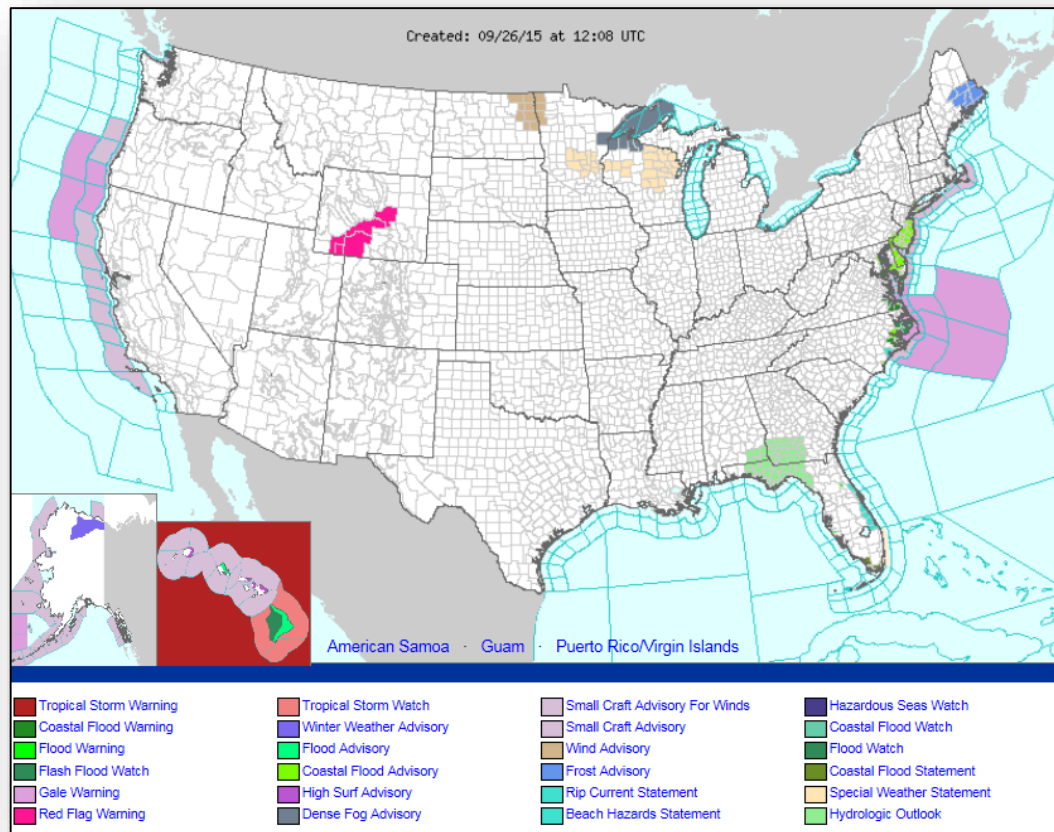 Created: 09/26/15 at 12:08 UTC
American Samoa · Guam · Puerto Rico/Virgin Islands
Tropical Storm Warning
Tropical Storm Watch
Small Craft Advisory For Winds
Hazardous Seas Watch
Coastal Flood Warning
Winter Weather Advisory
Small Craft Advisory
Coastal Flood Watch
Flood Warning
Flood Advisory
Wind Advisory
Flood Watch
Flash Flood Watch
Coastal Flood Advisory
Frost Advisory
Coastal Flood Statement
Gale Warning
High Surf Advisory
Rip Current Statement
Special Weather Statement
Red Flag Warning
Dense Fog Advisory
Beach Hazards Statement
Hydrologic Outlook